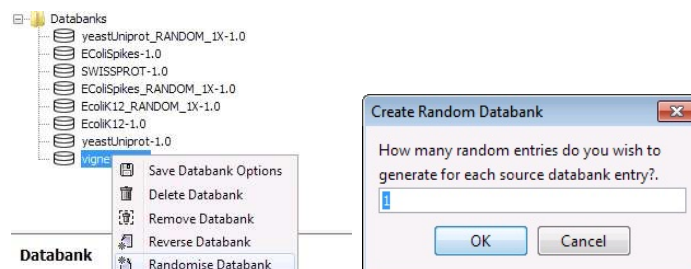 Databanks
yeastUniprot_RANDOM_1X-1.0
EColiSpikes-1.0
SWISSPROT-1.0
EColiSpikes_RANDOM_1X-1.0
EcoliK12_RANDOM_1X-1.0
EcoliK12-1.0
yeastUniprot-1.0
vigne
Save Databank Options
Delete Databank
Remove Databank
Reverse Databank
Randomise Databank
Databank
Create Random Databank
How many random entries do you wish to
generate for each source databank entry?.
1
OK
Cancel